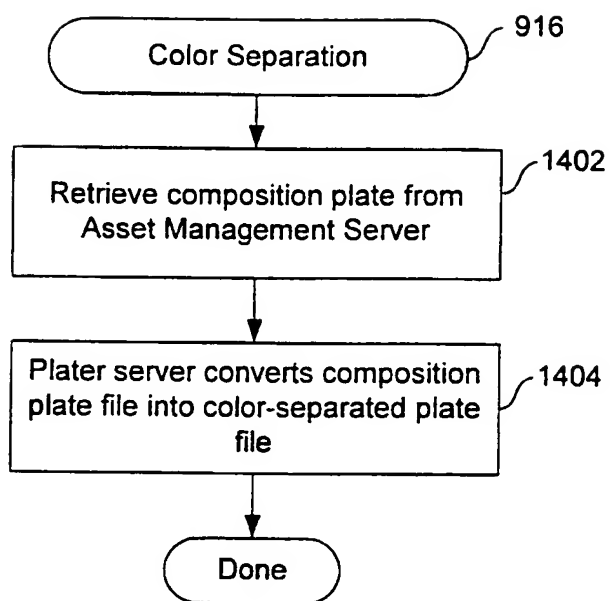 Color Separation
916
Retrieve composition plate from
Asset Management Server
1402
Plater server converts composition
plate file into color-separated plate
file
1404
Done